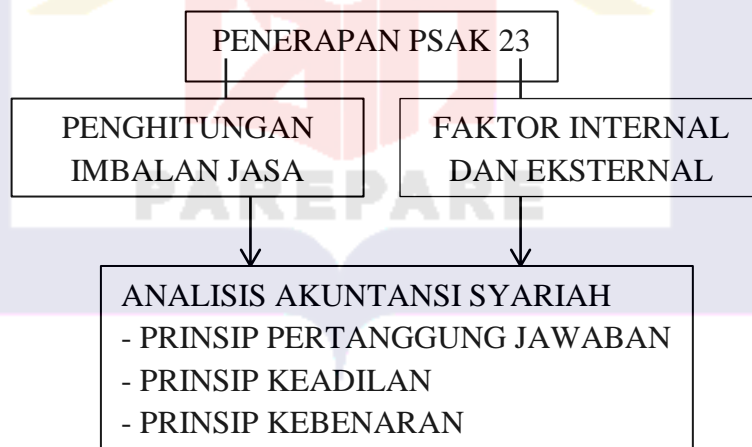 PENERAPAN PSAK 23
PENGHITUNGAN
IMBALAN JASA
FAKTOR INTERNAL
DAN EKSTERNAL
PAREPARE
ANALISIS AKUNTANSI SYARIAH
- PRINSIP PERTANGGUNG JAWABAN
- PRINSIP KEADILAN
- PRINSIP KEBENARAN